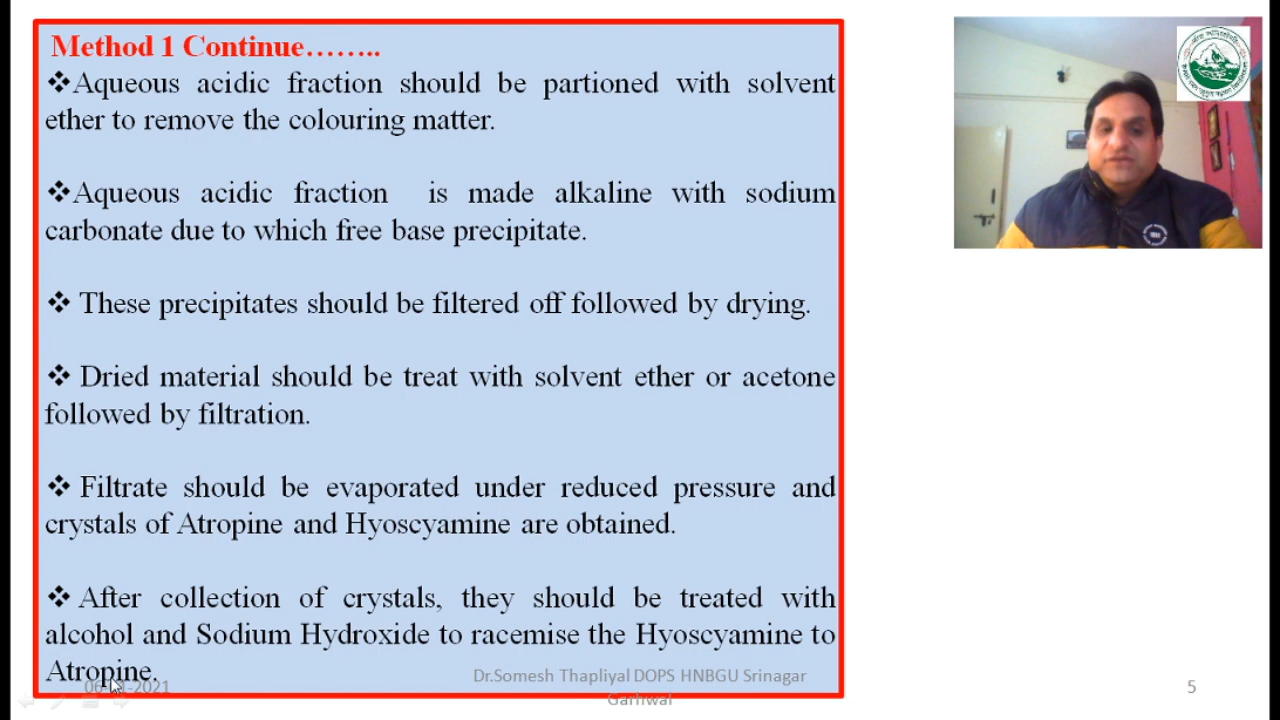 Method 1 Continue……..
❖Aqueous acidic fraction should be partioned with solvent
ether to remove the colouring matter.
❖Aqueous acidic fraction is made alkaline with sodium
carbonate due to which free base precipitate.
❖ These precipitates should be filtered off followed by drying.
❖ Dried material should be treat with solvent ether or acetone
followed by filtration.
❖ Filtrate should be evaporated under reduced pressure and
crystals of Atropine and Hyoscyamine are obtained.
❖ After collection of crystals, they should be treated with
alcohol and Sodium Hydroxide to racemise the Hyoscyamine to
Atropine.
Dr.Somesh Thapliyal DOPS HNBGU Srinagar
Garhwal
5